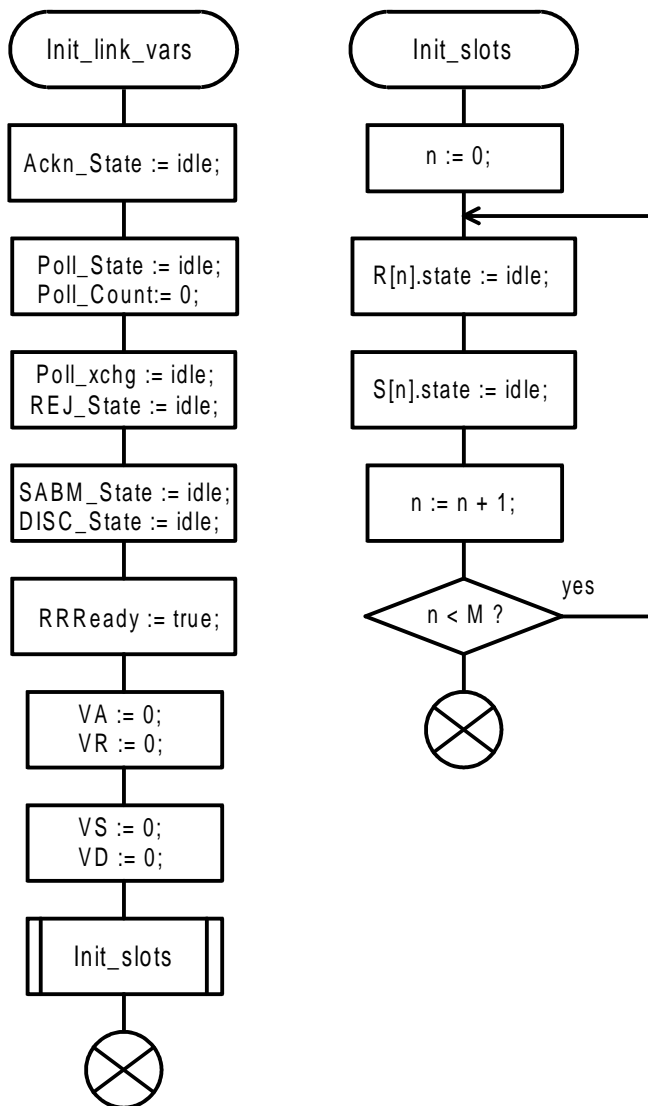 Init_link_vars
Ackn_State := idle;
Poll_State := idle;
Poll_Count:= 0;
Poll_xchg := idle;
REJ_State := idle;
SABM_State := idle;
DISC_State := idle;
RRReady := true;
VA := 0;
VR := 0;
VS := 0;
VD := 0;
Init_slots
Init_slots
n := 0;
R[n].state := idle;
S[n].state := idle;
n := n + 1;
n < M ?
yes